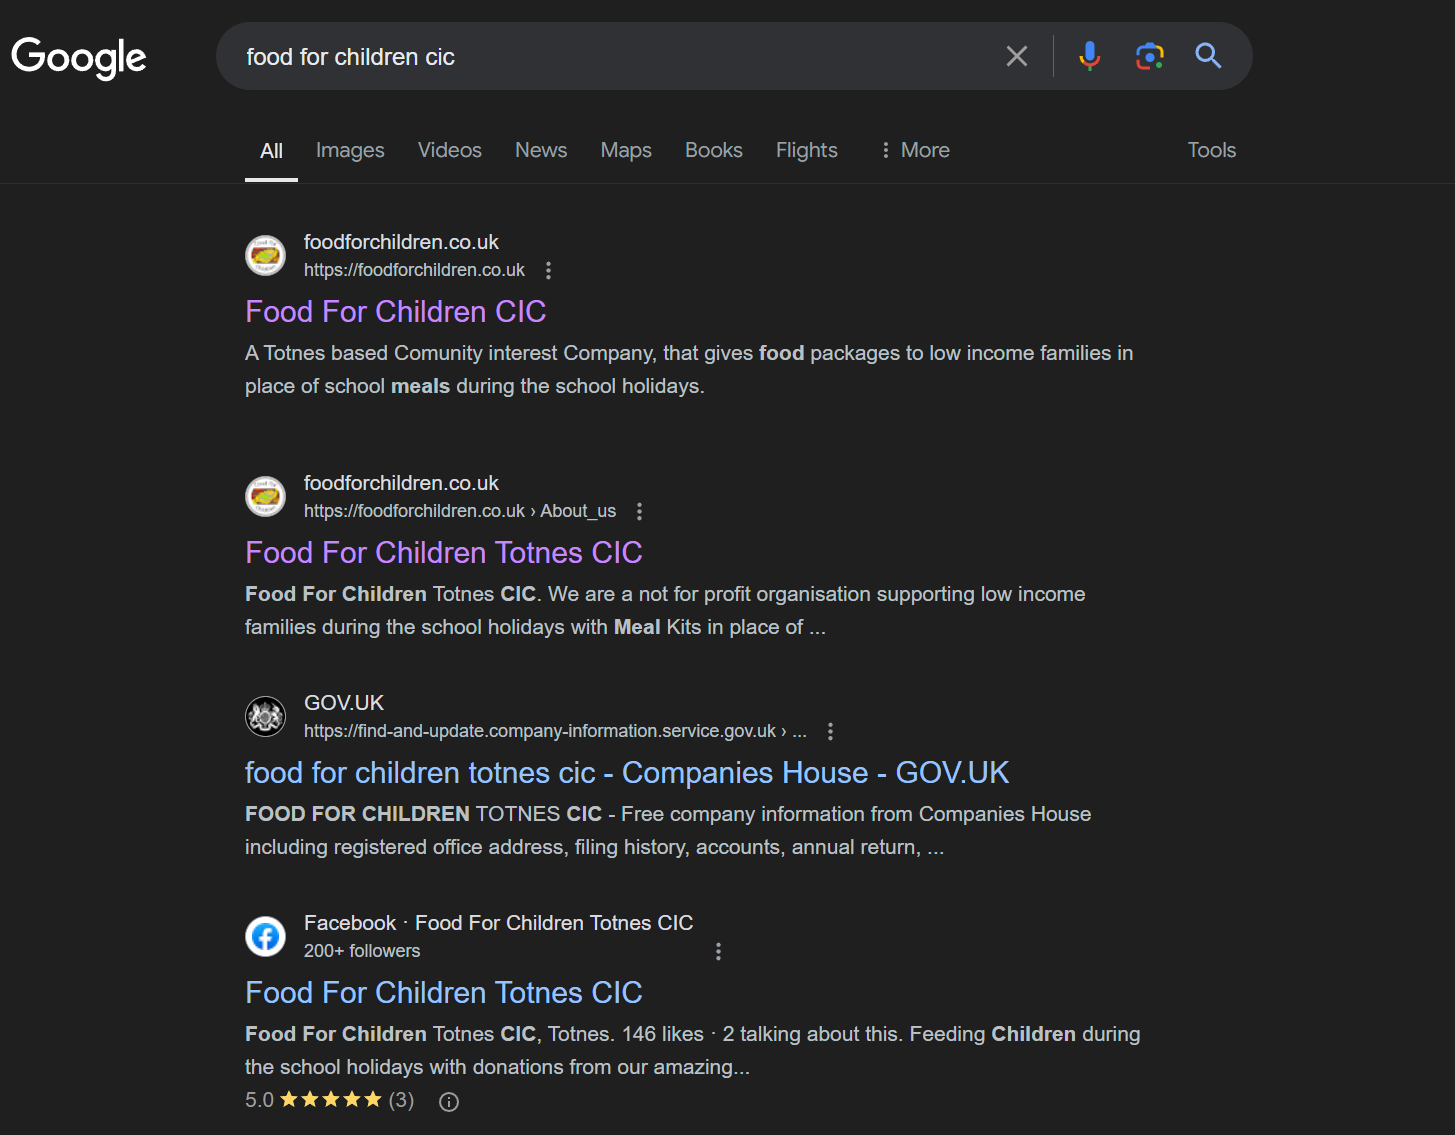 Google
food for children cic
All Images Videos News Maps Books Flights More Tools
foodforchildren.co.uk
https://foodforchildren.co.uk
Food For Children CIC
A Totnes based Comunity interest Company, that gives food packages to low income families in
place of school meals during the school holidays.
foodforchildren.co.uk
https://foodforchildren.co.uk › About_us
Food For Children Totnes CIC
Food For Children Totnes CIC. We are a not for profit organisation supporting low income
families during the school holidays with Meal Kits in place of ...
GOV.UK
https://find-and-update.company-information.service.gov.uk › ...
food for children totnes cic - Companies House - GOV.UK
FOOD FOR CHILDREN TOTNES CIC - Free company information from Companies House
including registered office address, filing history, accounts, annual return, ...
Facebook · Food For Children Totnes CIC
200+ followers
Food For Children Totnes CIC
Food For Children Totnes CIC, Totnes. 146 likes · 2 talking about this. Feeding Children during
the school holidays with donations from our amazing...
5.0 ★★★★★ (3)